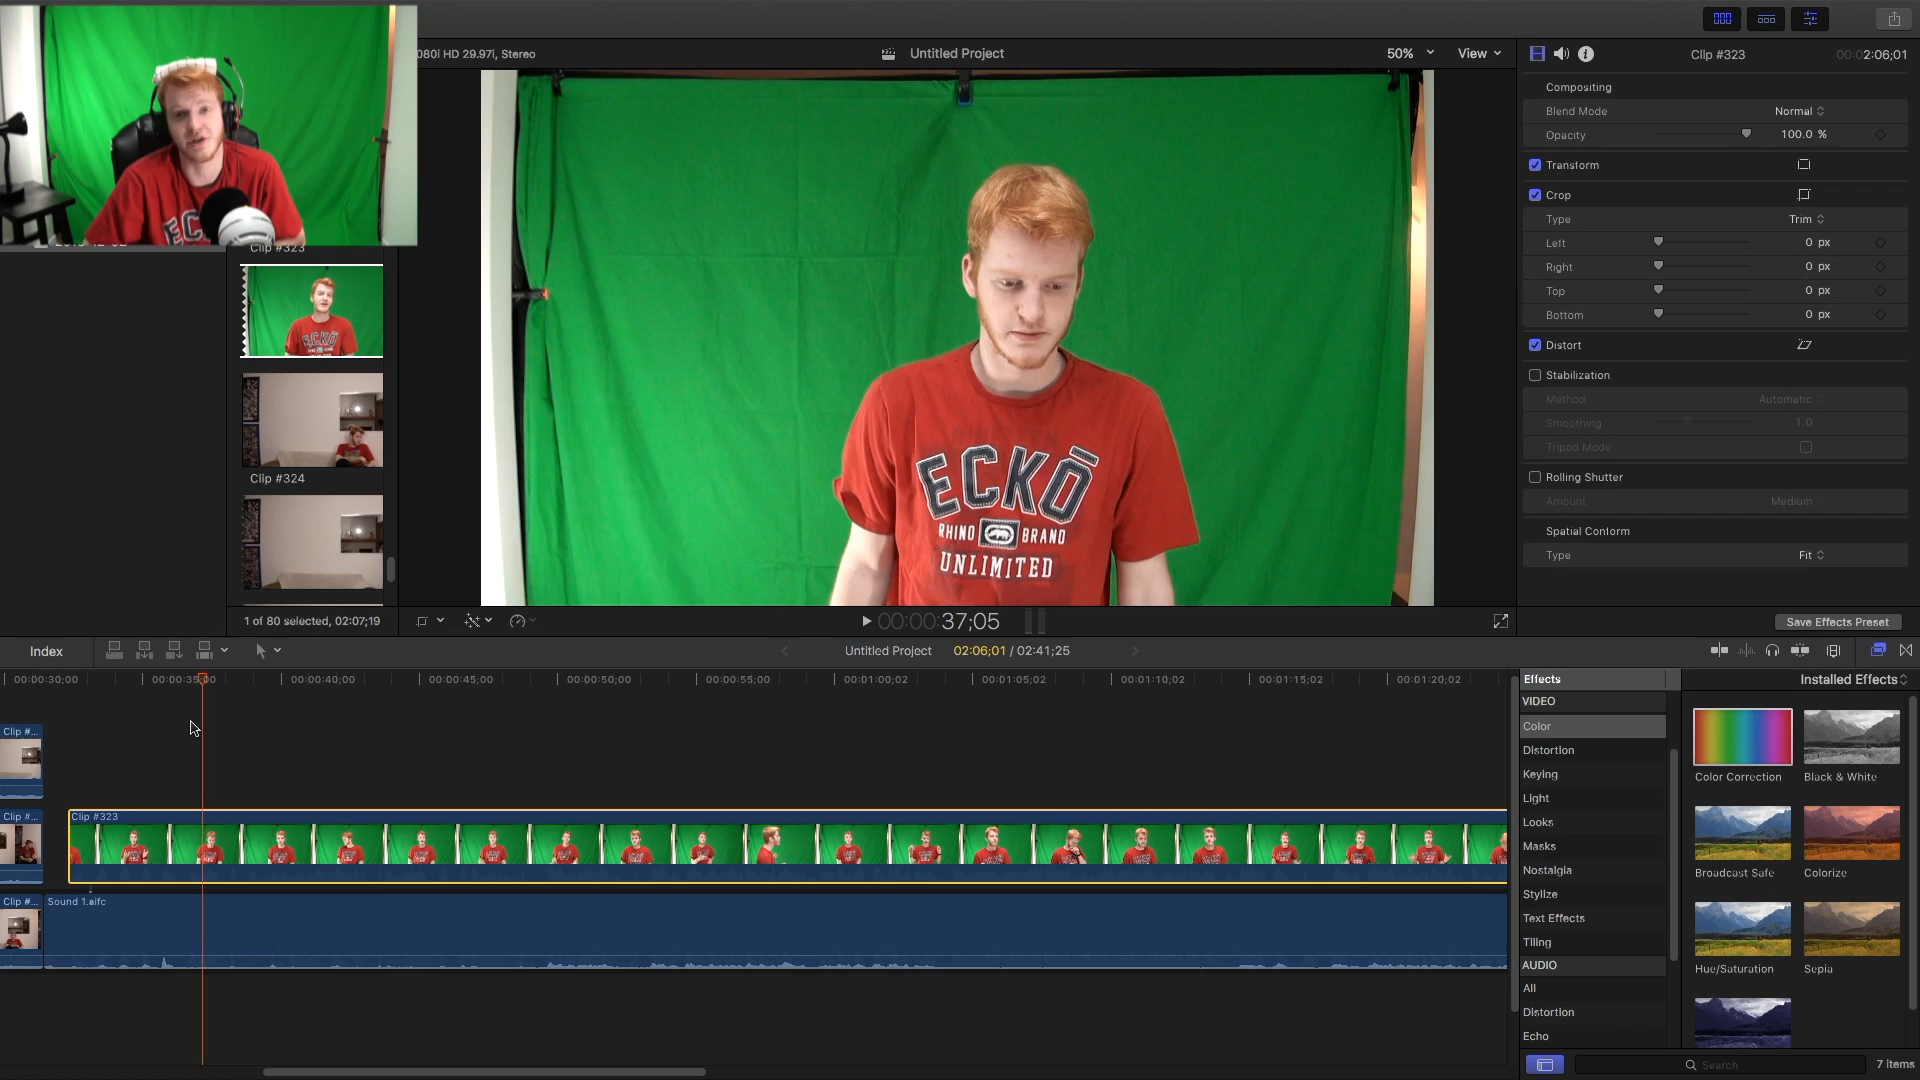 080i HD 29.97i, Stereo
Untitled Project
50%
View
Clip #323
00:02:06;01
Compositing
Blend Mode
Normal
Opacity
100.0 %
Transform
Crop
Type
Trim
Left
0 px
Right
0 px
Top
0 px
Bottom
0 px
Distort
Stabilization
Method
Automatic
Smoothing
1.0
Tripod Mode
Rolling Shutter
Amount
Medium
Spatial Conform
Type
Fit
Save Effects Preset
Clip #323
Clip #324
ECKŌ
RHINO BRAND
UNLIMITED
1 of 80 selected, 02:07;19
00:00:37;05
Index
Untitled Project
02:06;01 / 02:41;25
00:00:30;00
00:00:35;00
00:00:40;00
00:00:45;00
00:00:50;00
00:00:55;00
00:01:00;02
00:01:05;02
00:01:10;02
00:01:15;02
00:01:20;02
Clip #...
Clip #...
Clip #323
Clip #...
Sound 1.aifc
Effects
Installed Effects
VIDEO
Color
Distortion
Keying
Light
Looks
Masks
Nostalgia
Stylize
Text Effects
Tiling
AUDIO
All
Distortion
Echo
Color Correction
Black & White
Broadcast Safe
Colorize
Hue/Saturation
Sepia
Search
7 items